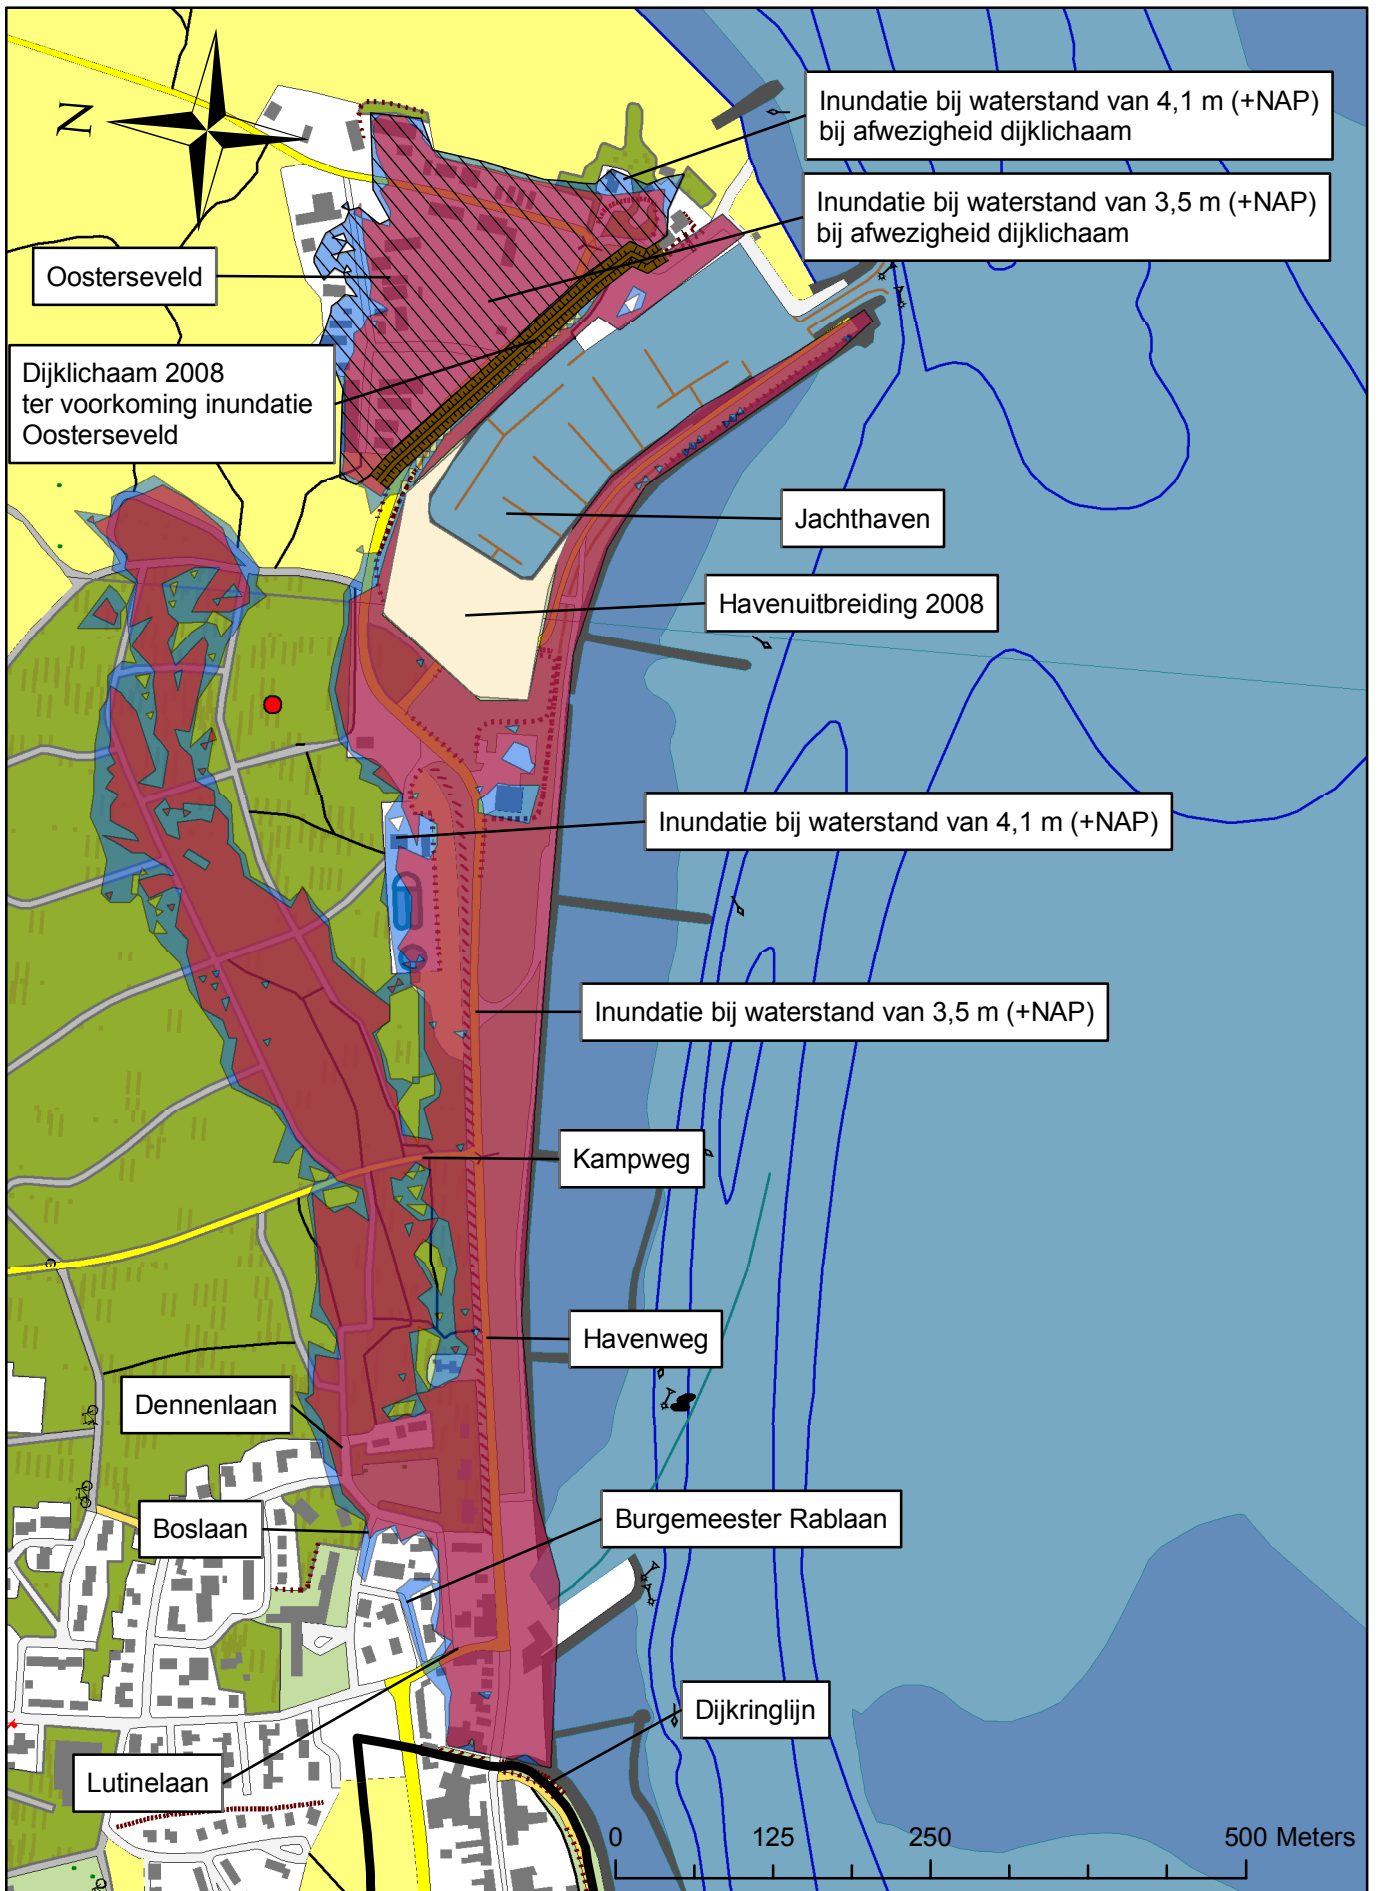 N
Inundatie bij waterstand van 4,1 m (+NAP)
bij afwezigheid dijklichaam
Inundatie bij waterstand van 3,5 m (+NAP)
bij afwezigheid dijklichaam
Oosterseveld
Dijklichaam 2008
ter voorkoming inundatie
Oosterseveld
Jachthaven
Havenuitbreiding 2008
Inundatie bij waterstand van 4,1 m (+NAP)
Inundatie bij waterstand van 3,5 m (+NAP)
Kampweg
Havenweg
Dennenlaan
Boslaan
Burgemeester Rablaan
Dijkringlijn
Lutinelaan
0 125 250 500 Meters